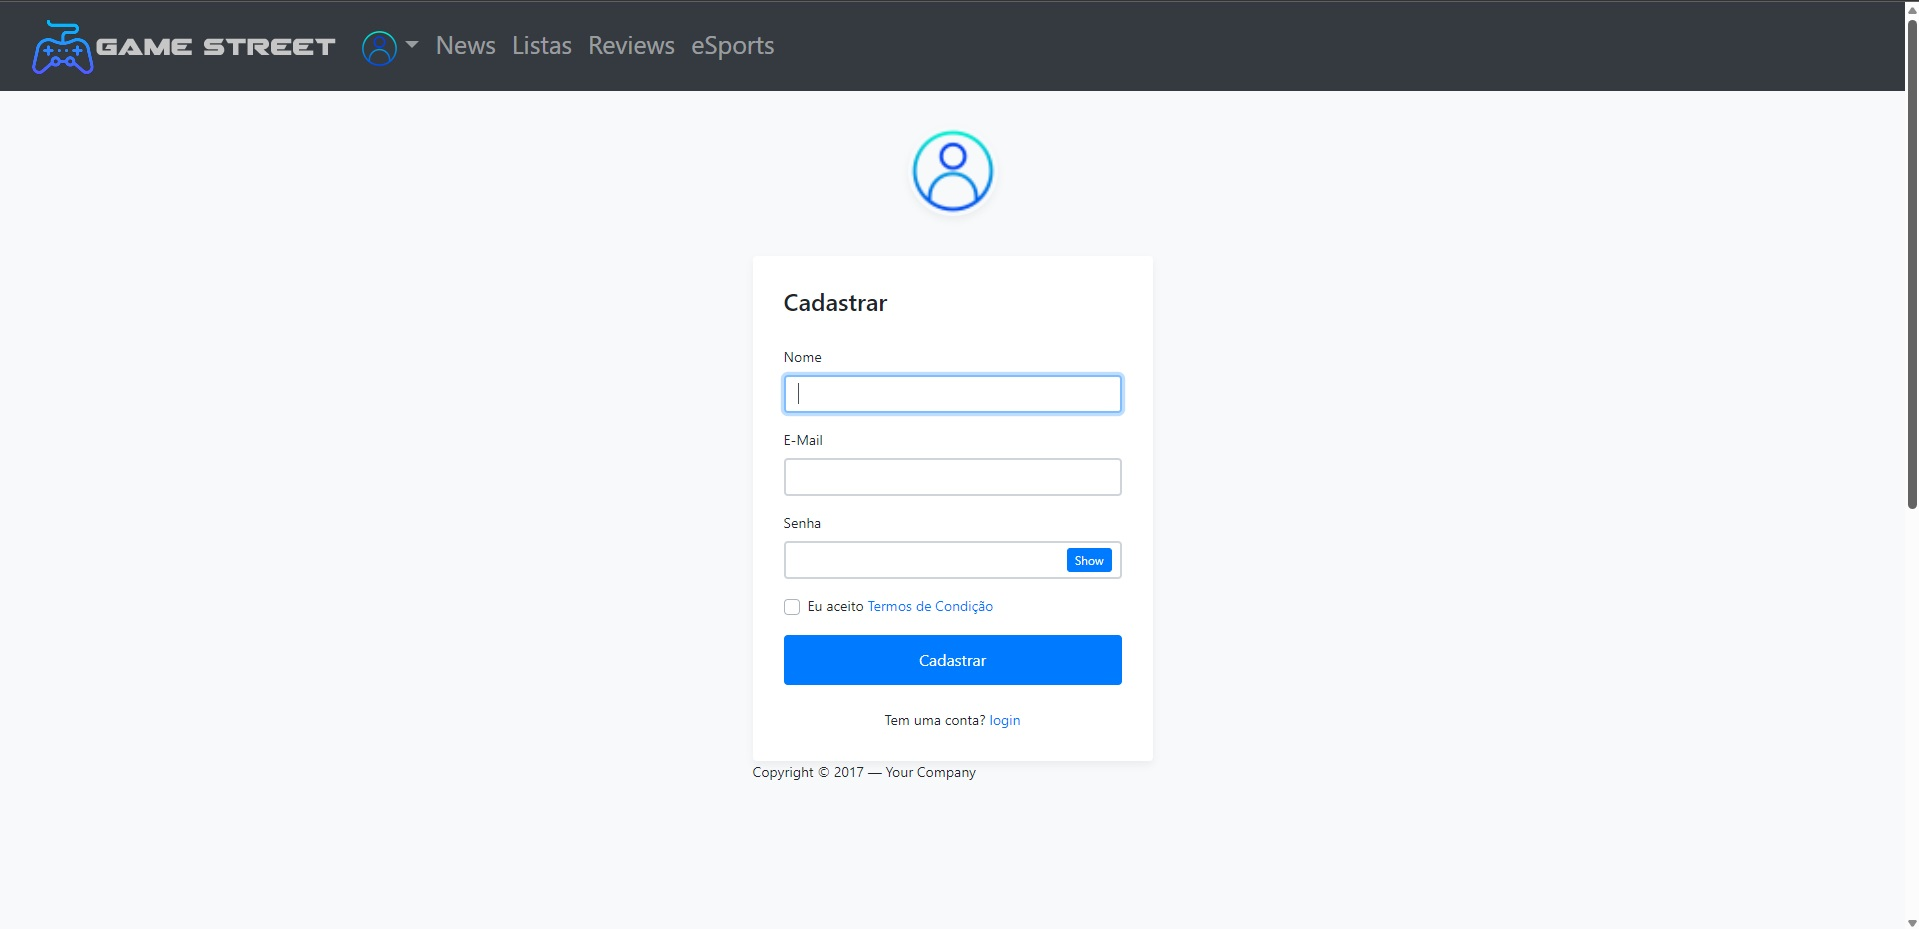 GAME STREET News Listas Reviews eSports
Cadastrar
Nome
E-Mail
Senha
Show
Eu aceito Termos de Condição
Cadastrar
Tem uma conta? login
Copyright © 2017 — Your Company